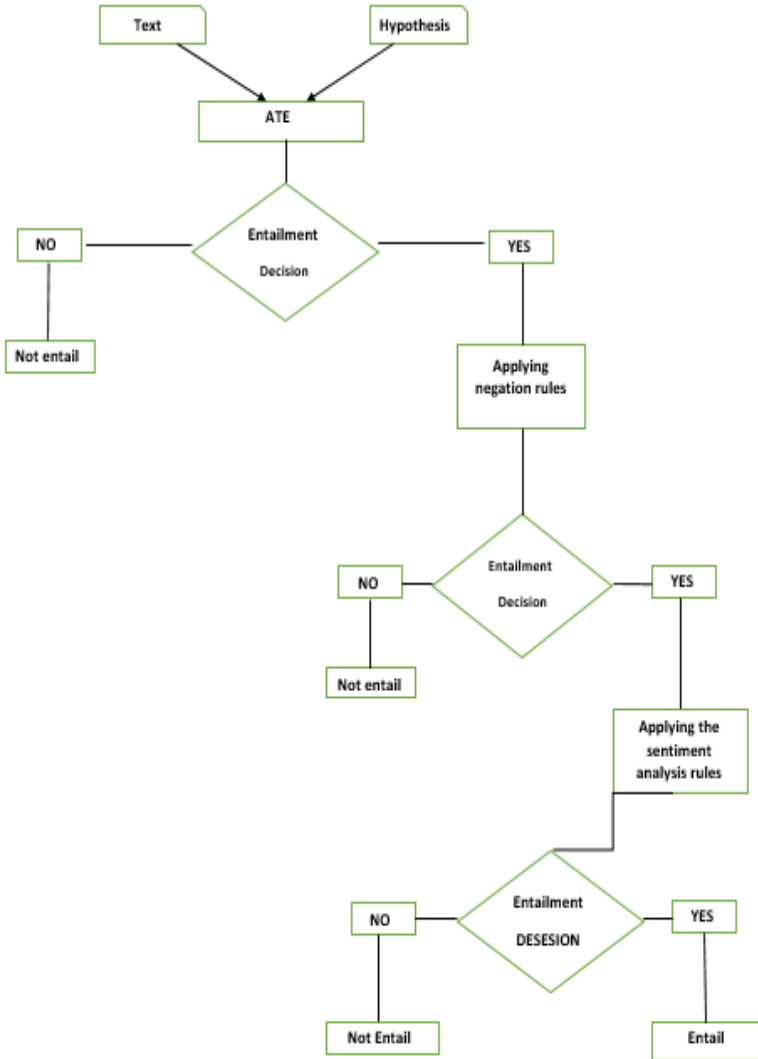 Text
Hypothesis
ATE
Entailment
Decision
NO
YES
Not entail
Applying
negation rules
Entailment
Decision
NO
YES
Not entail
Applying the
sentiment
analysis rules
Entailment
DESESION
NO
YES
Not Entail
Entail